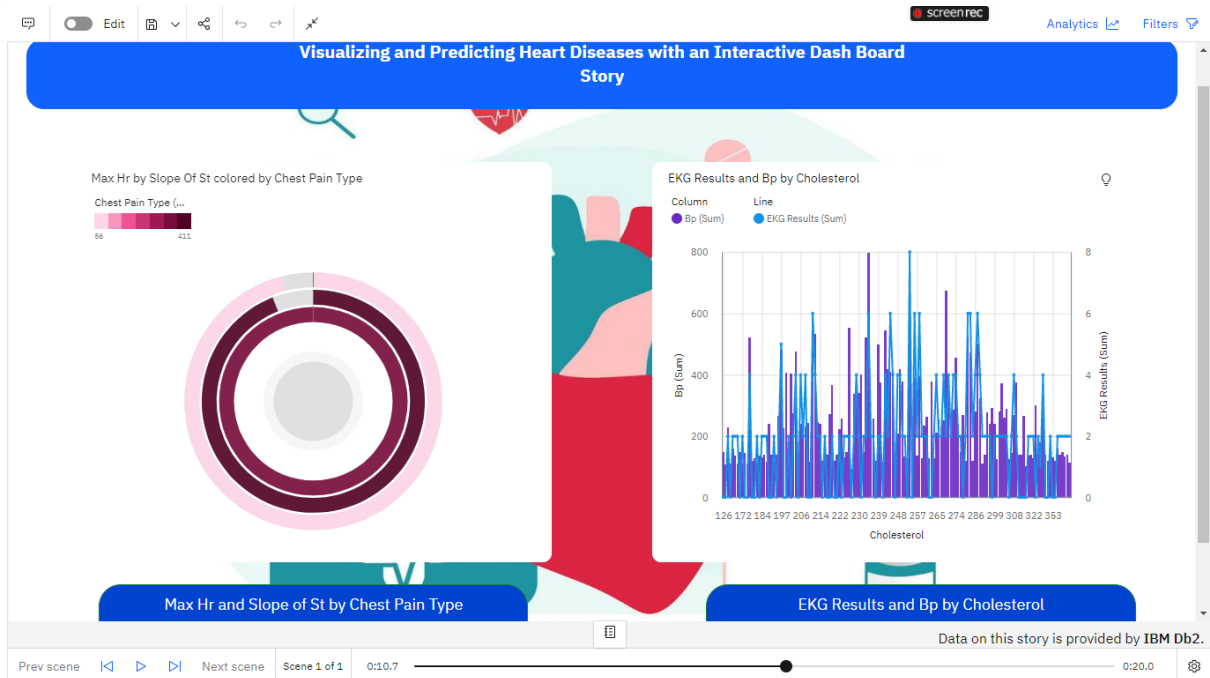 Edit
screenrec
Analytics
Filters
Visualizing and Predicting Heart Diseases with an Interactive Dash Board
Story
Max Hr by Slope Of St colored by Chest Pain Type
Chest Pain Type (...
86
411
EKG Results and Bp by Cholesterol
Column
Line
Bp (Sum)
EKG Results (Sum)
800
600
400
200
0
Bp (Sum)
8
6
4
2
0
EKG Results (Sum)
126 172 184 197 206 214 222 230 239 248 257 265 274 286 299 308 322 353
Cholesterol
Max Hr and Slope of St by Chest Pain Type
EKG Results and Bp by Cholesterol
Data on this story is provided by IBM Db2.
Prev scene
Next scene
Scene 1 of 1
0:10.7
0:20.0